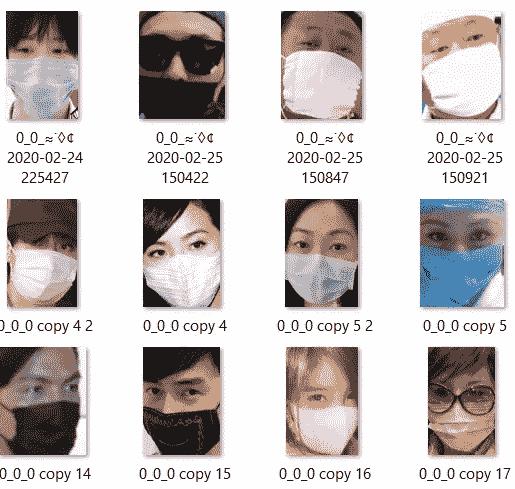 0_0_≈˙◊¢ 2020-02-24 225427
0_0_≈˙◊¢ 2020-02-25 150422
0_0_≈˙◊¢ 2020-02-25 150847
0_0_≈˙◊¢ 2020-02-25 150921
0_0_0 copy 4 2
0_0_0 copy 4
0_0_0 copy 5 2
0_0_0 copy 5
0_0_0 copy 14
0_0_0 copy 15
0_0_0 copy 16
0_0_0 copy 17